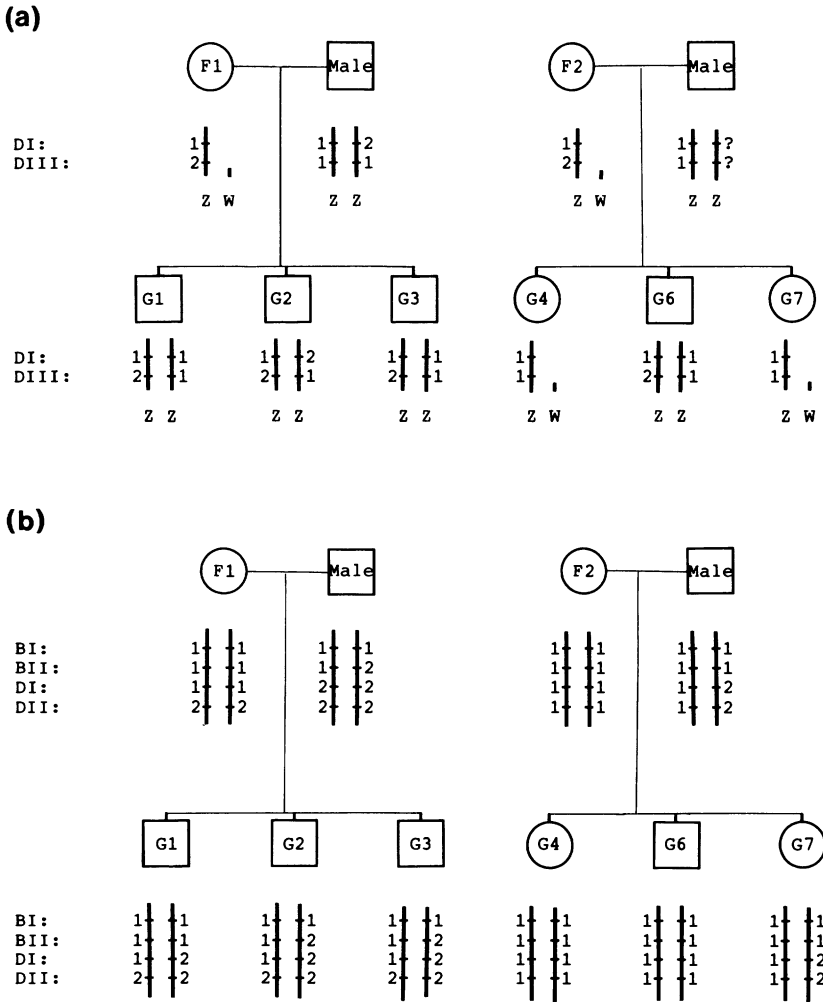 (a)
F1 Male F2 Male
DI: 1 1 2 1 1 ?
DIII: 2 1 1 2 1 ?
Z W Z Z Z W Z Z
G1 G2 G3 G4 G6 G7
DI: 1 1 1 2 1 1 1 1 1 1
DIII: 2 1 2 1 2 1 1 2 1 1
Z Z Z Z Z Z Z W Z Z Z W
(b)
F1 Male F2 Male
BI: 1 1 1 1 1 1 1 1
BII: 1 1 1 2 1 1 1 1
DI: 1 1 2 2 1 1 1 2
DII: 2 2 2 2 1 1 1 2
G1 G2 G3 G4 G6 G7
BI: 1 1 1 1 1 1 1 1 1 1 1 1
BII: 1 1 1 2 1 2 1 1 1 1 1 1
DI: 1 2 1 2 1 2 1 1 1 1 1 2
DII: 2 2 2 2 2 2 1 1 1 1 1 2